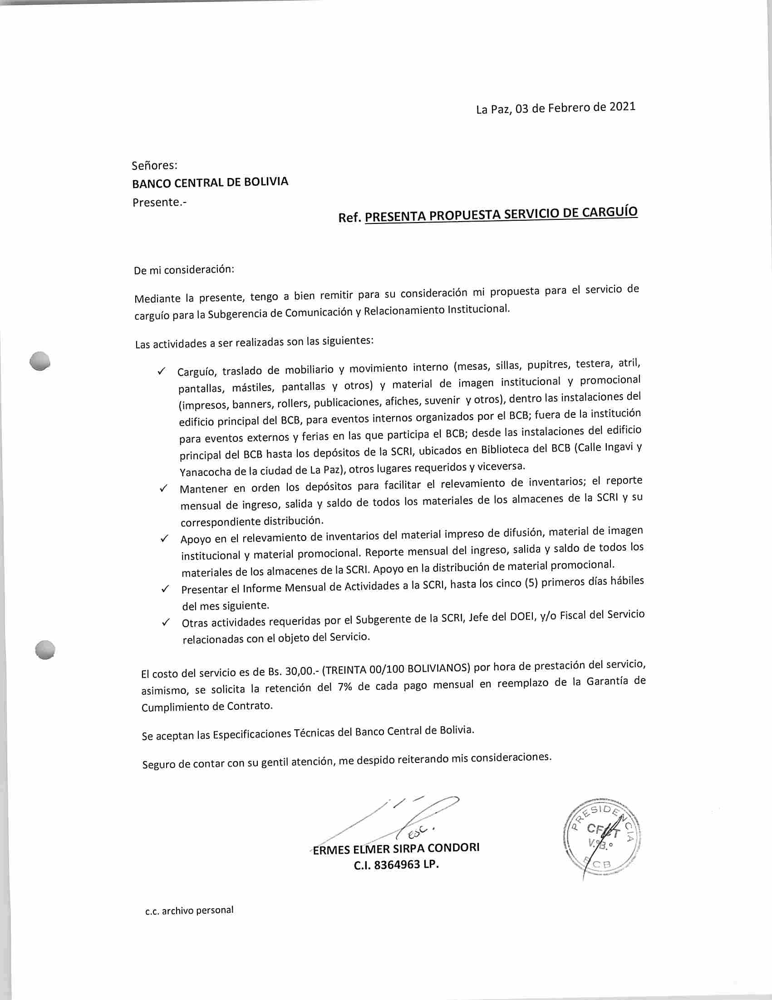 La Paz, 03 de Febrero de 2021
Señores:
BANCO CENTRAL DE BOLIVIA
Presente.-
Ref. PRESENTA PROPUESTA SERVICIO DE CARGUÍO
De mi consideración:
Mediante la presente, tengo a bien remitir para su consideración mi propuesta para el servicio de
carguío para la Subgerencia de Comunicación y Relacionamiento Institucional.
Las actividades a ser realizadas son las siguientes:
✓ Carguío, traslado de mobiliario y movimiento interno (mesas, sillas, pupitres, testera, atril,
pantallas, mástiles, pantallas y otros) y material de imagen institucional y promocional
(impresos, banners, rollers, publicaciones, afiches, suvenir y otros), dentro las instalaciones del
edificio principal del BCB, para eventos internos organizados por el BCB; fuera de la institución
para eventos externos y ferias en las que participa el BCB; desde las instalaciones del edificio
principal del BCB hasta los depósitos de la SCRI, ubicados en Biblioteca del BCB (Calle Ingavi y
Yanacocha de la ciudad de La Paz), otros lugares requeridos y viceversa.
✓ Mantener en orden los depósitos para facilitar el relevamiento de inventarios; el reporte
mensual de ingreso, salida y saldo de todos los materiales de los almacenes de la SCRI y su
correspondiente distribución.
✓ Apoyo en el relevamiento de inventarios del material impreso de difusión, material de imagen
institucional y material promocional. Reporte mensual del ingreso, salida y saldo de todos los
materiales de los almacenes de la SCRI. Apoyo en la distribución de material promocional.
✓ Presentar el Informe Mensual de Actividades a la SCRI, hasta los cinco (5) primeros días hábiles
del mes siguiente.
✓ Otras actividades requeridas por el Subgerente de la SCRI, Jefe del DOEI, y/o Fiscal del Servicio
relacionadas con el objeto del Servicio.
El costo del servicio es de Bs. 30,00.- (TREINTA 00/100 BOLIVIANOS) por hora de prestación del servicio,
asimismo, se solicita la retención del 7% de cada pago mensual en reemplazo de la Garantía de
Cumplimiento de Contrato.
Se aceptan las Especificaciones Técnicas del Banco Central de Bolivia.
Seguro de contar con su gentil atención, me despido reiterando mis consideraciones.
ESC.
ERMES ELMER SIRPA CONDORI
C.I. 8364963 LP.
PRESIDENCIA
V.ºB.º
BCB
c.c. archivo personal